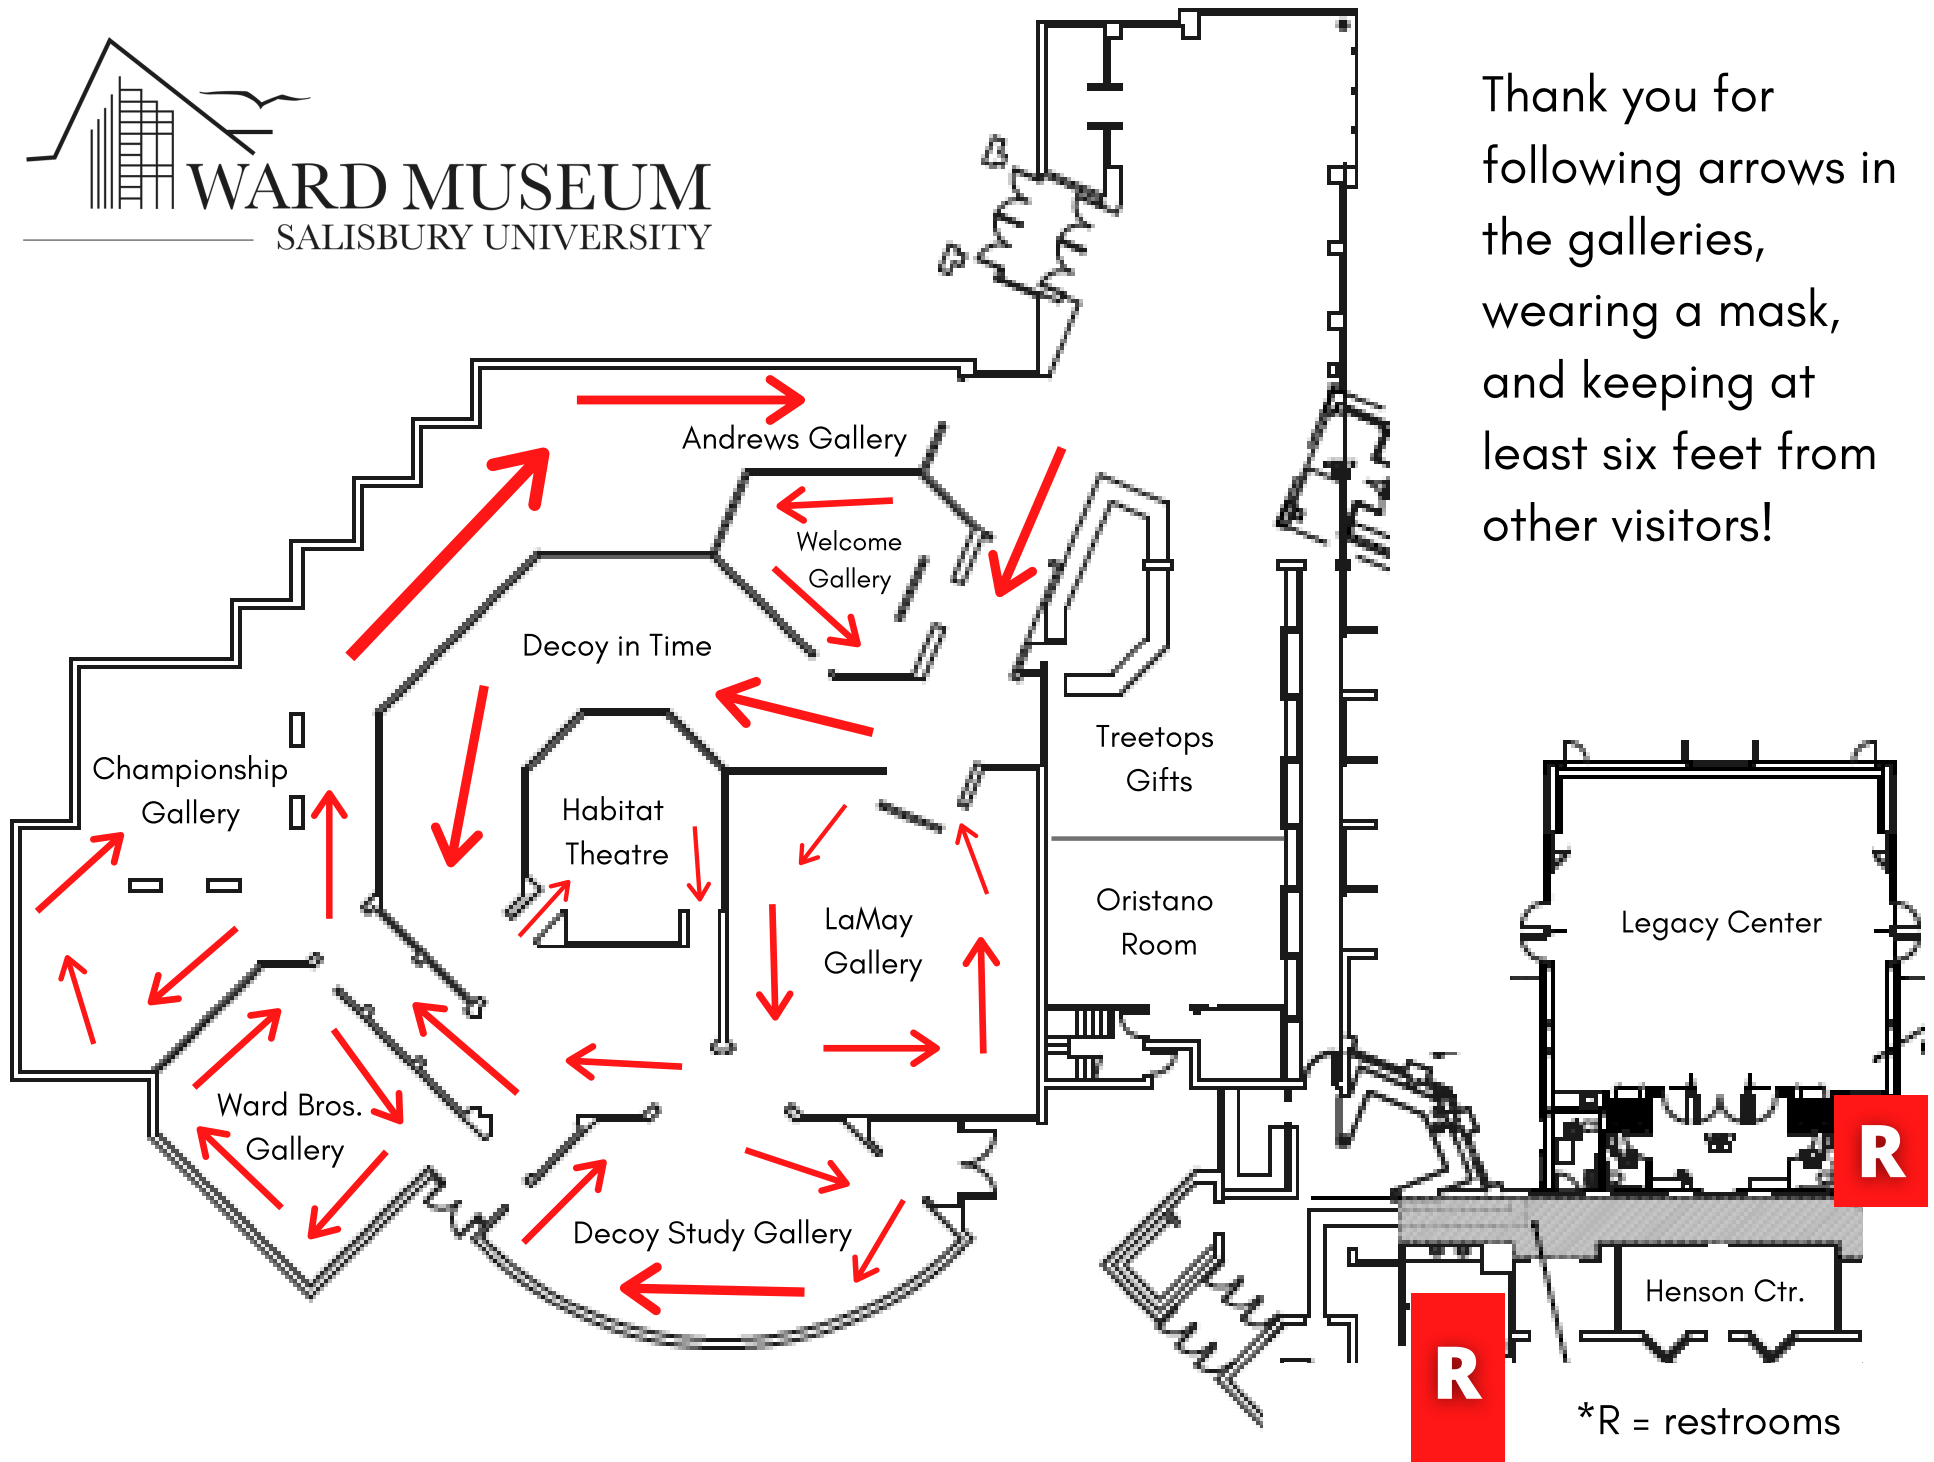 WARD MUSEUM
SALISBURY UNIVERSITY
Thank you for
following arrows in
the galleries,
wearing a mask,
and keeping at
least six feet from
other visitors!
Andrews Gallery
Welcome
Gallery
Decoy in Time
Treetops
Gifts
Championship
Gallery
Habitat
Theatre
LaMay
Gallery
Oristano
Room
Legacy Center
Ward Bros.
Gallery
R
Decoy Study Gallery
Henson Ctr.
R
*R = restrooms